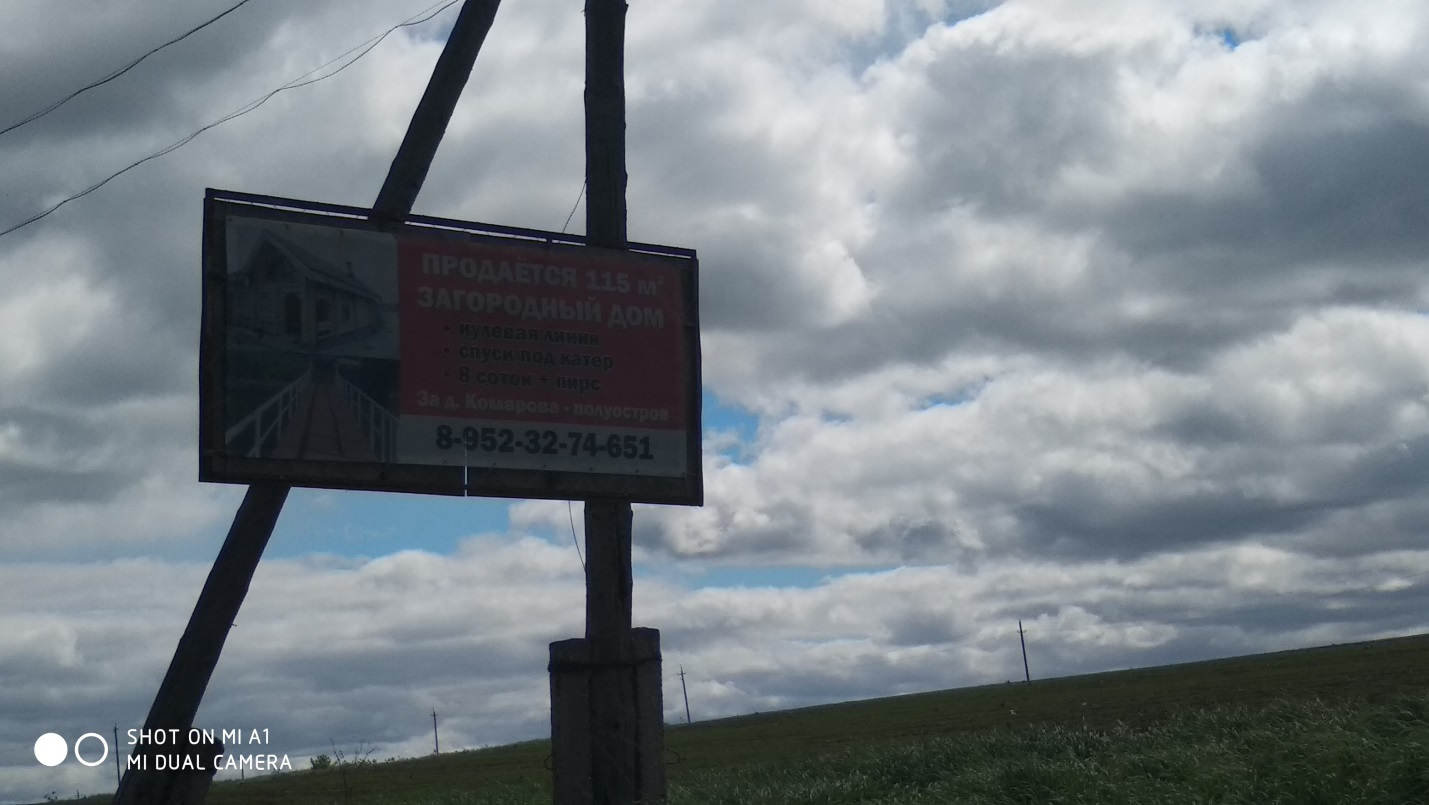 ПРОДАЁТСЯ 115 м²
ЗАГОРОДНЫЙ ДОМ
• нулевая линия
• спуск под катер
• 8 соток + пирс
За д. Комарова - полуостров
8-952-32-74-651
SHOT ON MI A1
MI DUAL CAMERA